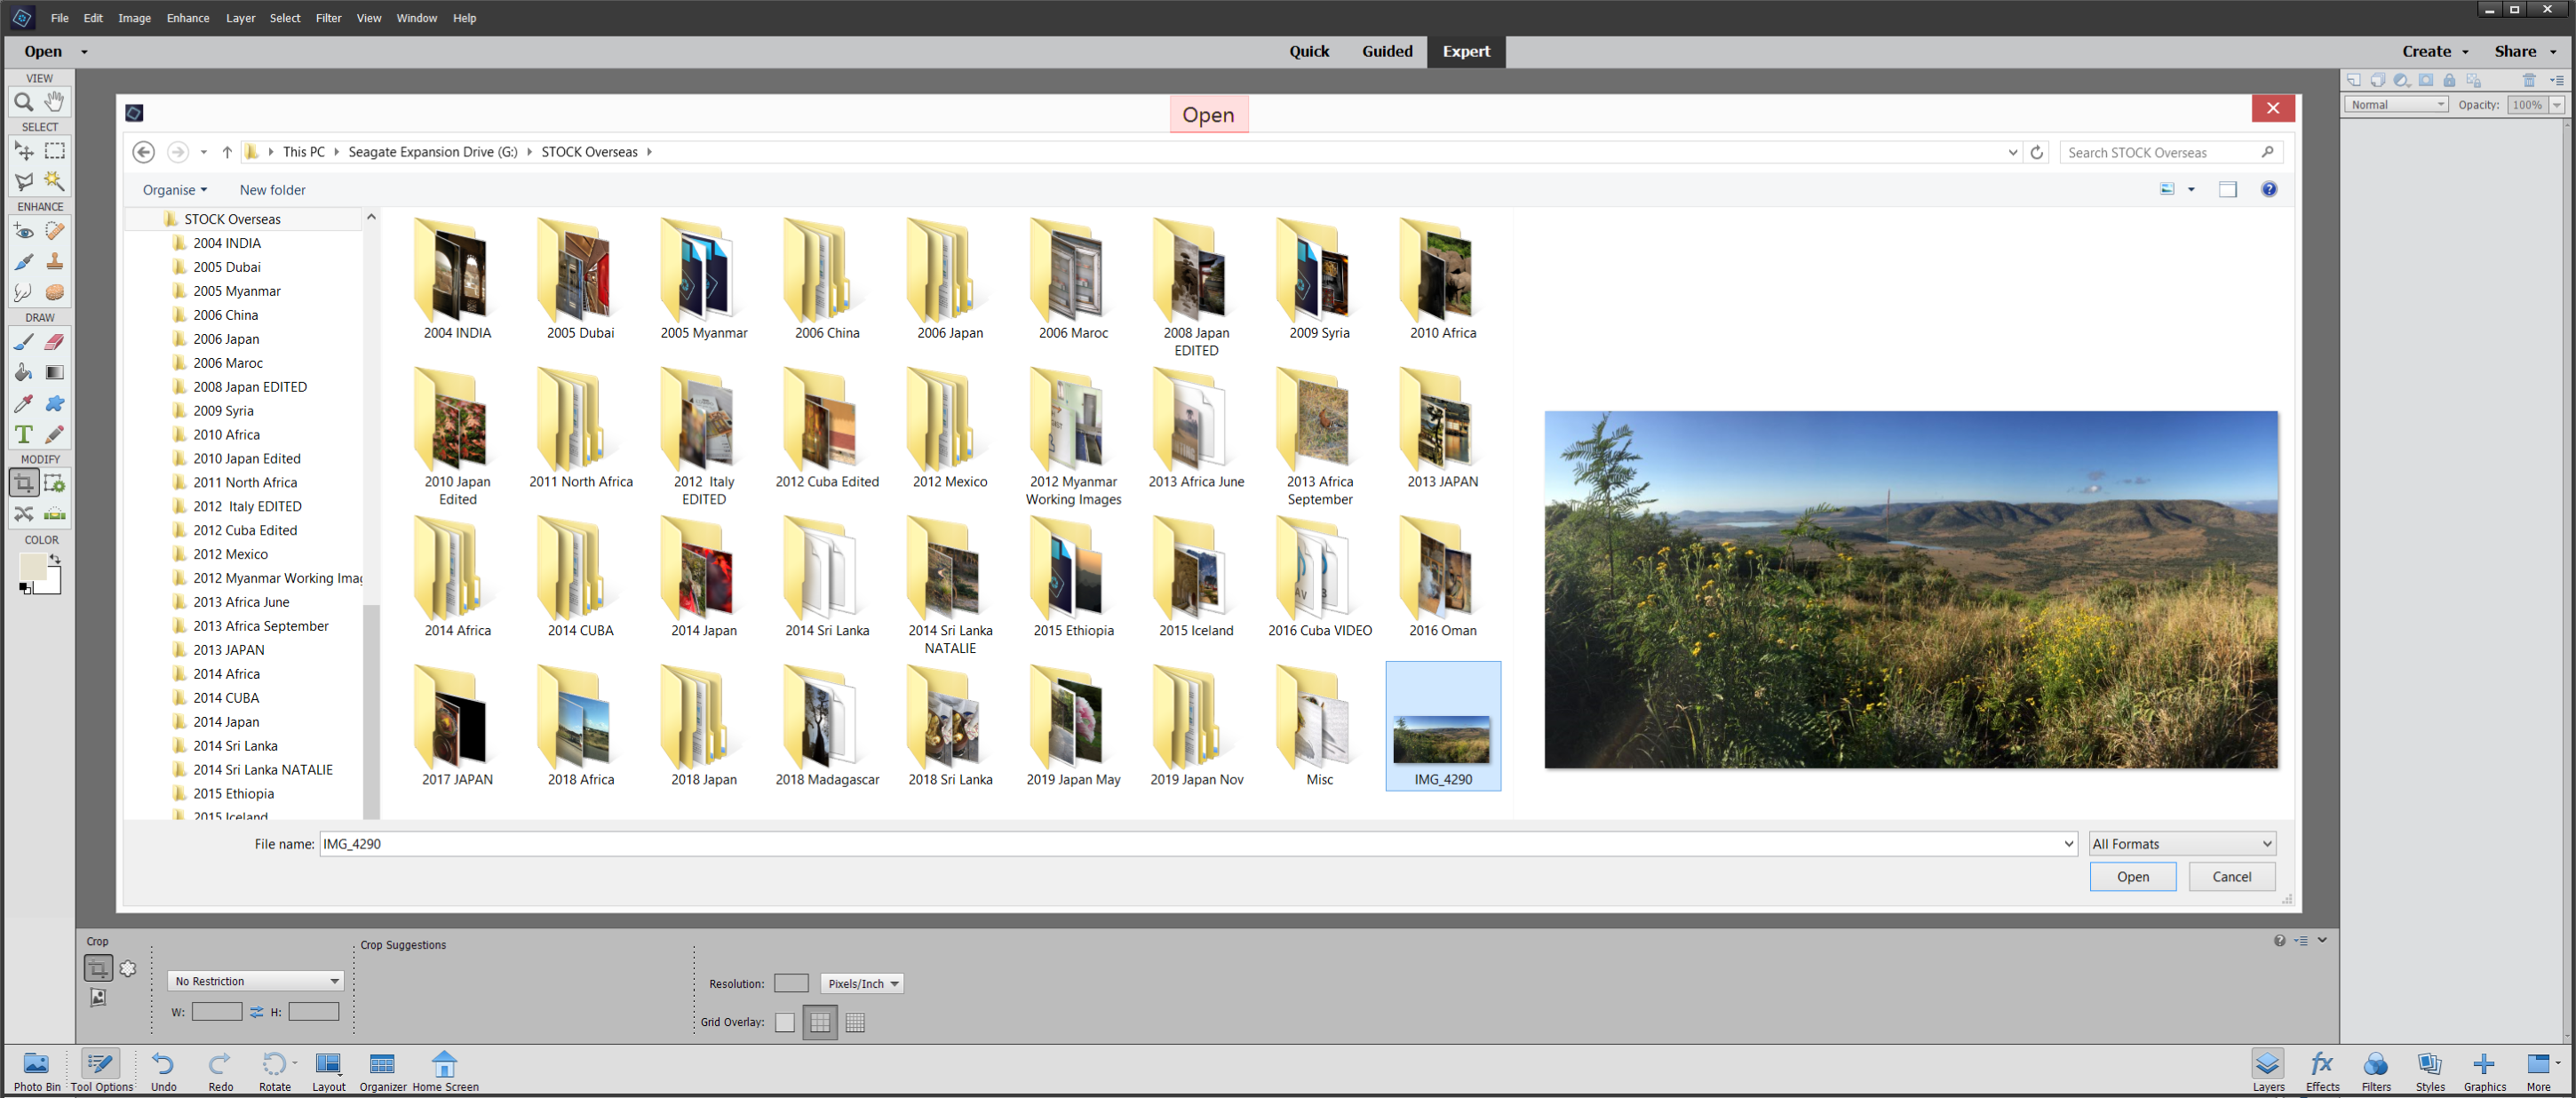 File Edit Image Enhance Layer Select Filter View Window Help
Open Quick Guided Expert Create Share
VIEW
SELECT
ENHANCE
DRAW
MODIFY
COLOR
Normal Opacity: 100%
Open
This PC Seagate Expansion Drive (G:) STOCK Overseas
Search STOCK Overseas
Organise New folder
STOCK Overseas
2004 INDIA
2005 Dubai
2005 Myanmar
2006 China
2006 Japan
2006 Maroc
2008 Japan EDITED
2009 Syria
2010 Africa
2010 Japan Edited
2011 North Africa
2012 Italy EDITED
2012 Cuba Edited
2012 Mexico
2012 Myanmar Working Imag
2013 Africa June
2013 Africa September
2013 JAPAN
2014 Africa
2014 CUBA
2014 Japan
2014 Sri Lanka
2014 Sri Lanka NATALIE
2015 Ethiopia
2015 Iceland
2004 INDIA 2005 Dubai 2005 Myanmar 2006 China 2006 Japan 2006 Maroc 2008 Japan 2009 Syria 2010 Africa
EDITED
2010 Japan 2011 North Africa 2012 Italy 2012 Cuba Edited 2012 Mexico 2012 Myanmar 2013 Africa June 2013 Africa 2013 JAPAN
Edited EDITED Working Images September
2014 Africa 2014 CUBA 2014 Japan 2014 Sri Lanka 2014 Sri Lanka 2015 Ethiopia 2015 Iceland 2016 Cuba VIDEO 2016 Oman
NATALIE
2017 JAPAN 2018 Africa 2018 Japan 2018 Madagascar 2018 Sri Lanka 2019 Japan May 2019 Japan Nov Misc IMG_4290
File name: IMG_4290 All Formats
Open Cancel
Crop Crop Suggestions
No Restriction Resolution: Pixels/Inch
W: H: Grid Overlay:
Photo Bin Tool Options Undo Redo Rotate Layout Organizer Home Screen Layers Effects Filters Styles Graphics More